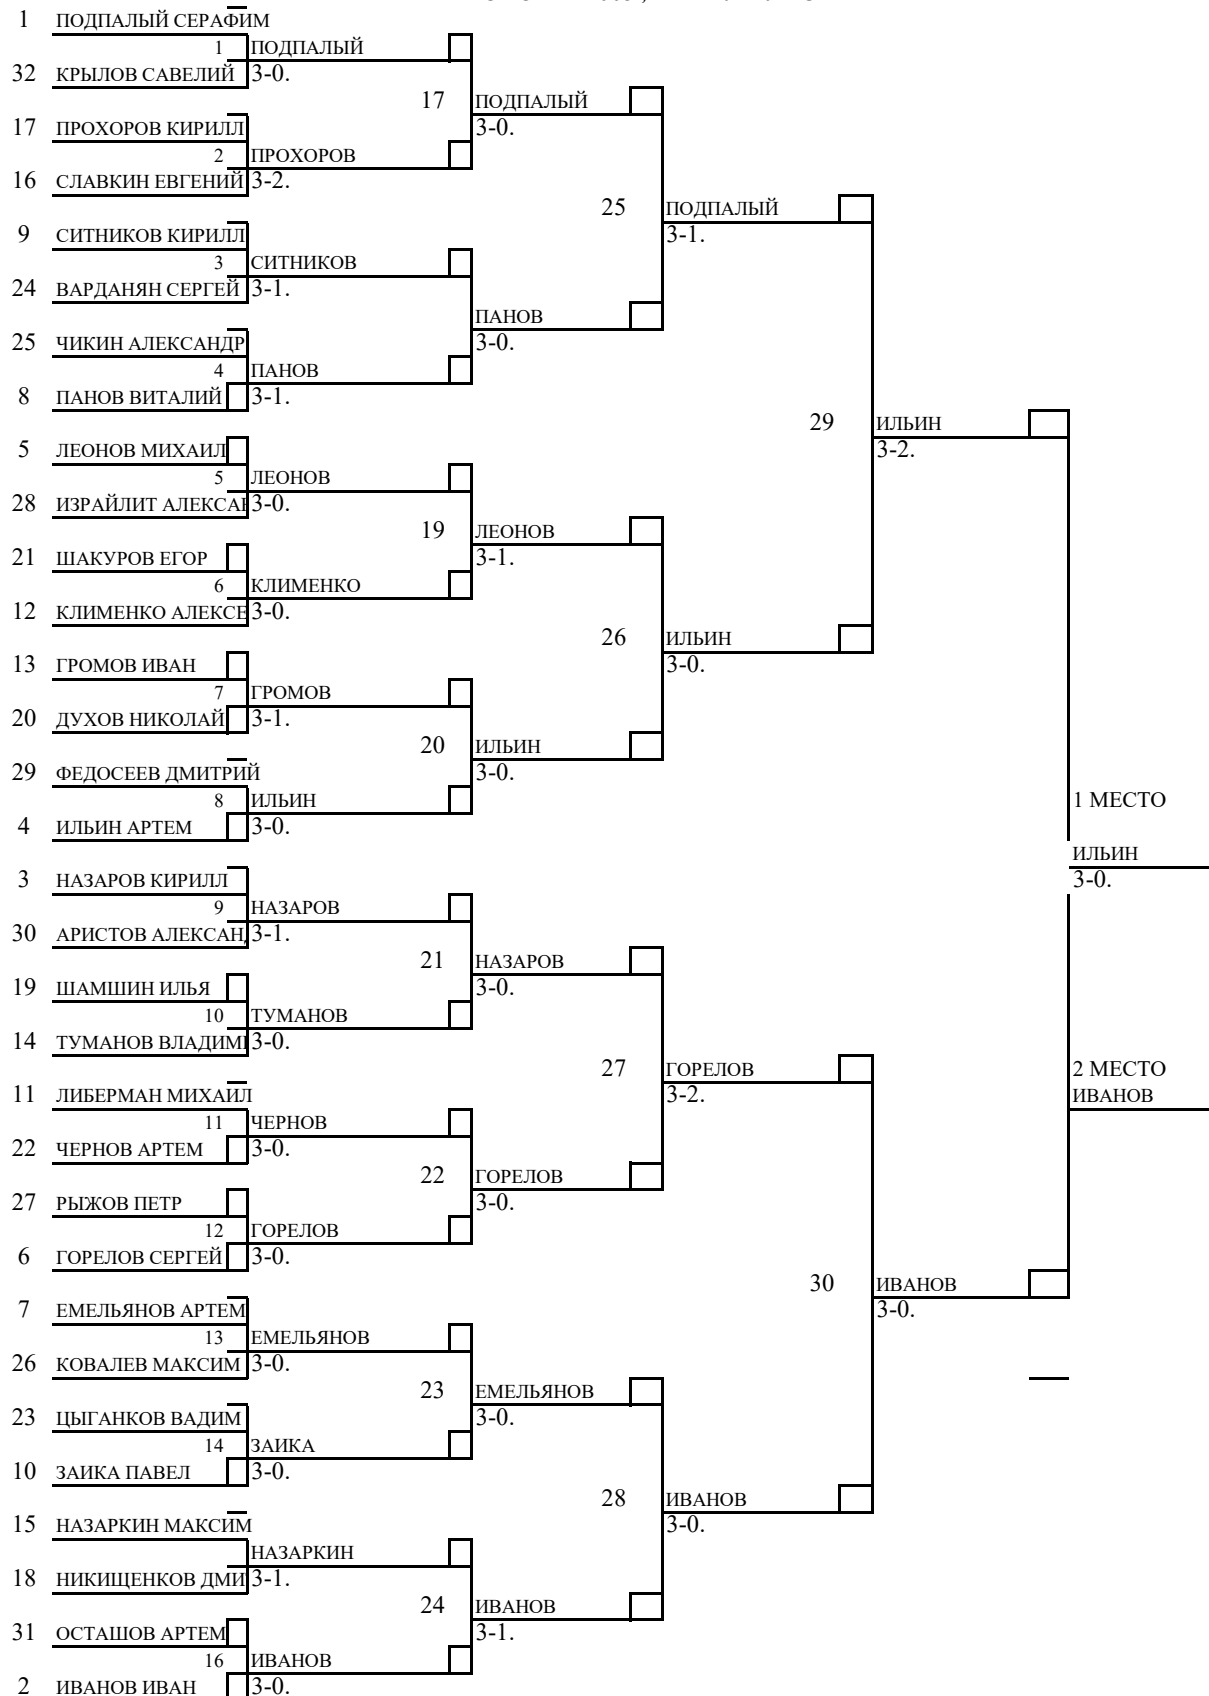 1 ПОДПАЛЫЙ СЕРАФИМ
1 ПОДПАЛЫЙ
32 КРЫЛОВ САВЕЛИЙ 3-0.
17 ПОДПАЛЫЙ
17 ПРОХОРОВ КИРИЛЛ 3-0.
2 ПРОХОРОВ
16 СЛАВКИН ЕВГЕНИЙ 3-2.
25 ПОДПАЛЫЙ
9 СИТНИКОВ КИРИЛЛ 3-1.
3 СИТНИКОВ
24 ВАРДАНЯН СЕРГЕЙ 3-1.
ПАНОВ
25 ЧИКИН АЛЕКСАНДР 3-0.
4 ПАНОВ
8 ПАНОВ ВИТАЛИЙ 3-1.
29 ИЛЬИН
5 ЛЕОНОВ МИХАИЛ 3-2.
5 ЛЕОНОВ
28 ИЗРАЙЛИТ АЛЕКСАН 3-0.
19 ЛЕОНОВ
21 ШАКУРОВ ЕГОР 3-1.
6 КЛИМЕНКО
12 КЛИМЕНКО АЛЕКСЕ 3-0.
26 ИЛЬИН
13 ГРОМОВ ИВАН 3-0.
7 ГРОМОВ
20 ДУХОВ НИКОЛАЙ 3-1.
20 ИЛЬИН
29 ФЕДОСЕЕВ ДМИТРИЙ 3-0.
8 ИЛЬИН 1 МЕСТО
4 ИЛЬИН АРТЕМ 3-0.
ИЛЬИН
3 НАЗАРОВ КИРИЛЛ 3-0.
9 НАЗАРОВ
30 АРИСТОВ АЛЕКСАНД 3-1.
21 НАЗАРОВ
19 ШАМШИН ИЛЬЯ 3-0.
10 ТУМАНОВ
14 ТУМАНОВ ВЛАДИМИ 3-0.
27 ГОРЕЛОВ 2 МЕСТО
11 ЛИБЕРМАН МИХАИЛ 3-2. ИВАНОВ
11 ЧЕРНОВ
22 ЧЕРНОВ АРТЕМ 3-0.
22 ГОРЕЛОВ
27 РЫЖОВ ПЕТР 3-0.
12 ГОРЕЛОВ
6 ГОРЕЛОВ СЕРГЕЙ 3-0.
30 ИВАНОВ
7 ЕМЕЛЬЯНОВ АРТЕМ 3-0.
13 ЕМЕЛЬЯНОВ
26 КОВАЛЕВ МАКСИМ 3-0.
23 ЕМЕЛЬЯНОВ
23 ЦЫГАНКОВ ВАДИМ 3-0.
14 ЗАИКА
10 ЗАИКА ПАВЕЛ 3-0.
28 ИВАНОВ
15 НАЗАРКИН МАКСИМ 3-0.
НАЗАРКИН
18 НИКИЩЕНКОВ ДМИ 3-1.
24 ИВАНОВ
31 ОСТАШОВ АРТЕМ 3-1.
16 ИВАНОВ
2 ИВАНОВ ИВАН 3-0.